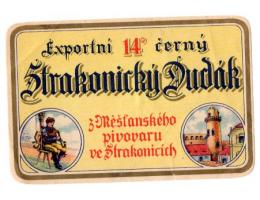 Exportní 14° černý
Strakonický Dudák
z Měšťanského
pivovaru
ve Strakonicích